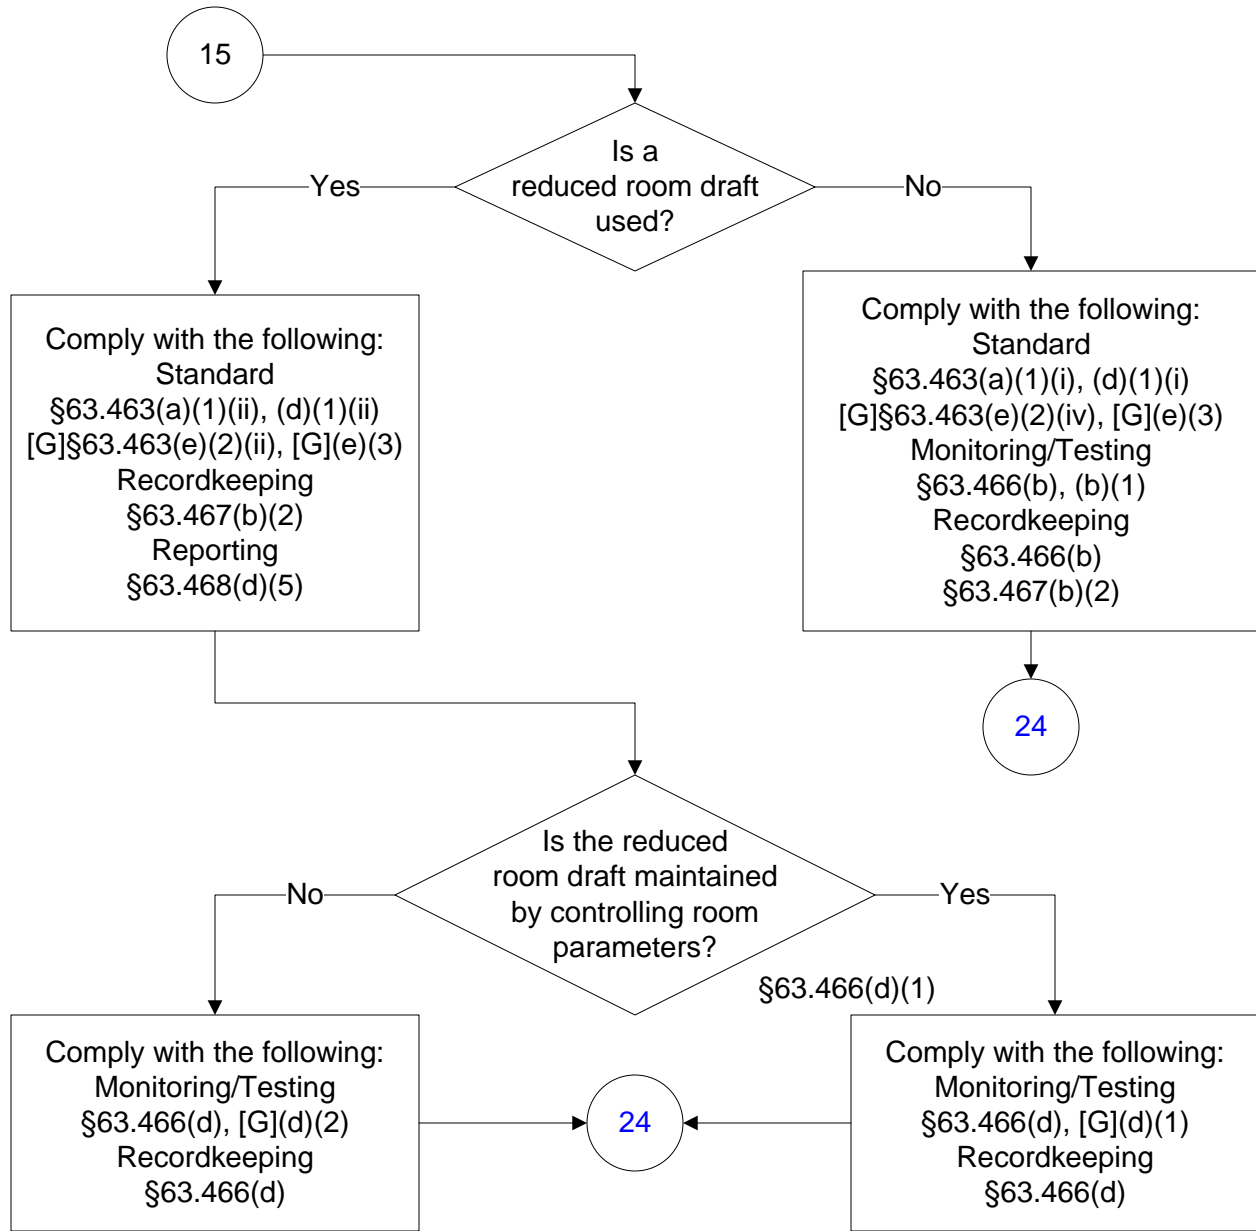 15
Is a
reduced room draft
used?
Yes
No
Comply with the following:
Standard
§63.463(a)(1)(ii), (d)(1)(ii)
[G]§63.463(e)(2)(ii), [G](e)(3)
Recordkeeping
§63.467(b)(2)
Reporting
§63.468(d)(5)
Comply with the following:
Standard
§63.463(a)(1)(i), (d)(1)(i)
[G]§63.463(e)(2)(iv), [G](e)(3)
Monitoring/Testing
§63.466(b), (b)(1)
Recordkeeping
§63.466(b)
§63.467(b)(2)
24
Is the reduced
room draft maintained
by controlling room
parameters?
No
Yes
§63.466(d)(1)
Comply with the following:
Monitoring/Testing
§63.466(d), [G](d)(2)
Recordkeeping
§63.466(d)
24
Comply with the following:
Monitoring/Testing
§63.466(d), [G](d)(1)
Recordkeeping
§63.466(d)